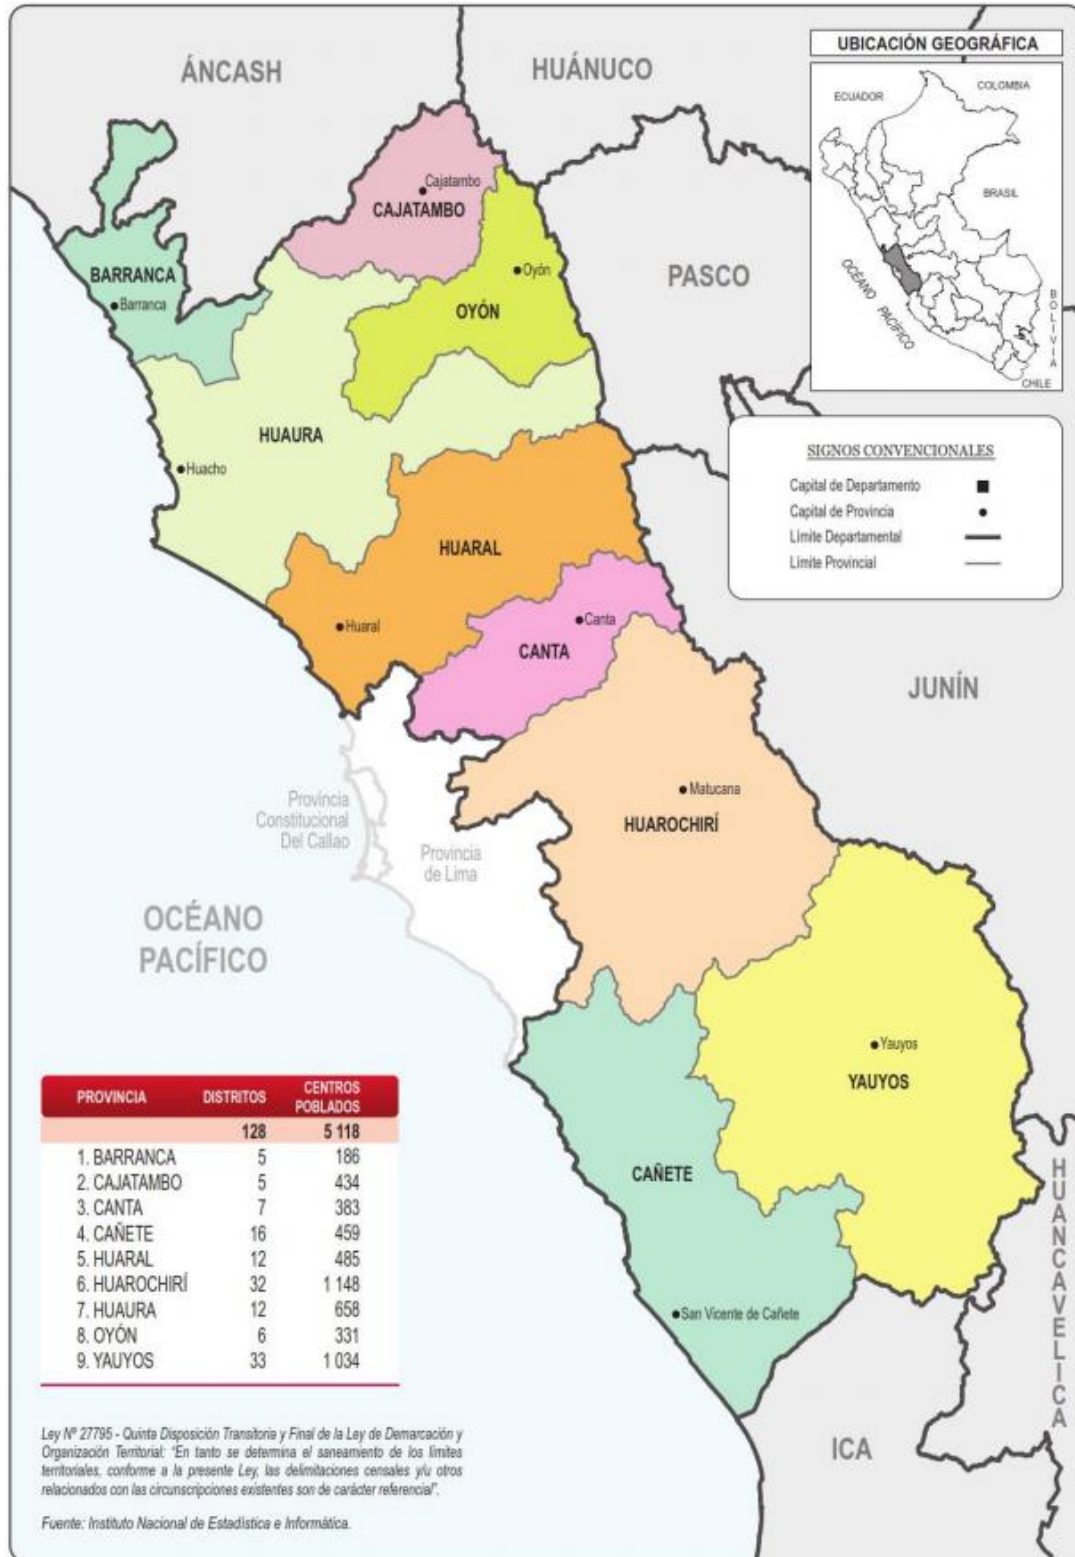 UBICACIÓN GEOGRÁFICA
ECUADOR
COLOMBIA
BRASIL
OCÉANO PACÍFICO
BOLIVIA
CHILE
ÁNCASH
HUÁNUCO
PASCO
JUNÍN
HUANCAVELICA
ICA
SIGNOS CONVENCIONALES
Capital de Departamento
Capital de Provincia
Límite Departamental
Límite Provincial
Cajatambo
CAJATAMBO
BARRANCA
Barranca
Oyón
OYÓN
HUAURA
Huacho
HUARAL
Huaral
Canta
CANTA
Matucana
HUAROCHIRÍ
Provincia
Constitucional
Del Callao
Provincia
de Lima
OCÉANO
PACÍFICO
Yauyos
YAUYOS
CAÑETE
San Vicente de Cañete
PROVINCIA DISTRITOS CENTROS POBLADOS
128 5 118
1. BARRANCA 5 186
2. CAJATAMBO 5 434
3. CANTA 7 383
4. CAÑETE 16 459
5. HUARAL 12 485
6. HUAROCHIRÍ 32 1 148
7. HUAURA 12 658
8. OYÓN 6 331
9. YAUYOS 33 1 034
Ley Nº 27795 - Quinta Disposición Transitoria y Final de la Ley de Demarcación y
Organización Territorial: "En tanto se determina el saneamiento de los límites
territoriales, conforme a la presente Ley, las delimitaciones censales y/u otros
relacionados con las circunscripciones existentes son de carácter referencial".
Fuente: Instituto Nacional de Estadística e Informática.